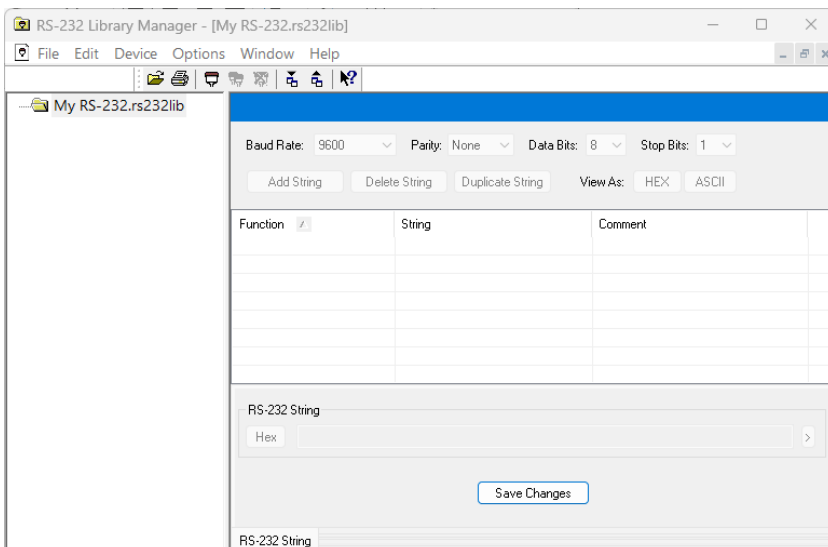 RS-232 Library Manager - [My RS-232.rs232lib]
File Edit Device Options Window Help
My RS-232.rs232lib
Baud Rate: 9600 Parity: None Data Bits: 8 Stop Bits: 1
Add String Delete String Duplicate String View As: HEX ASCII
Function / String Comment
RS-232 String
Hex >
Save Changes
RS-232 String